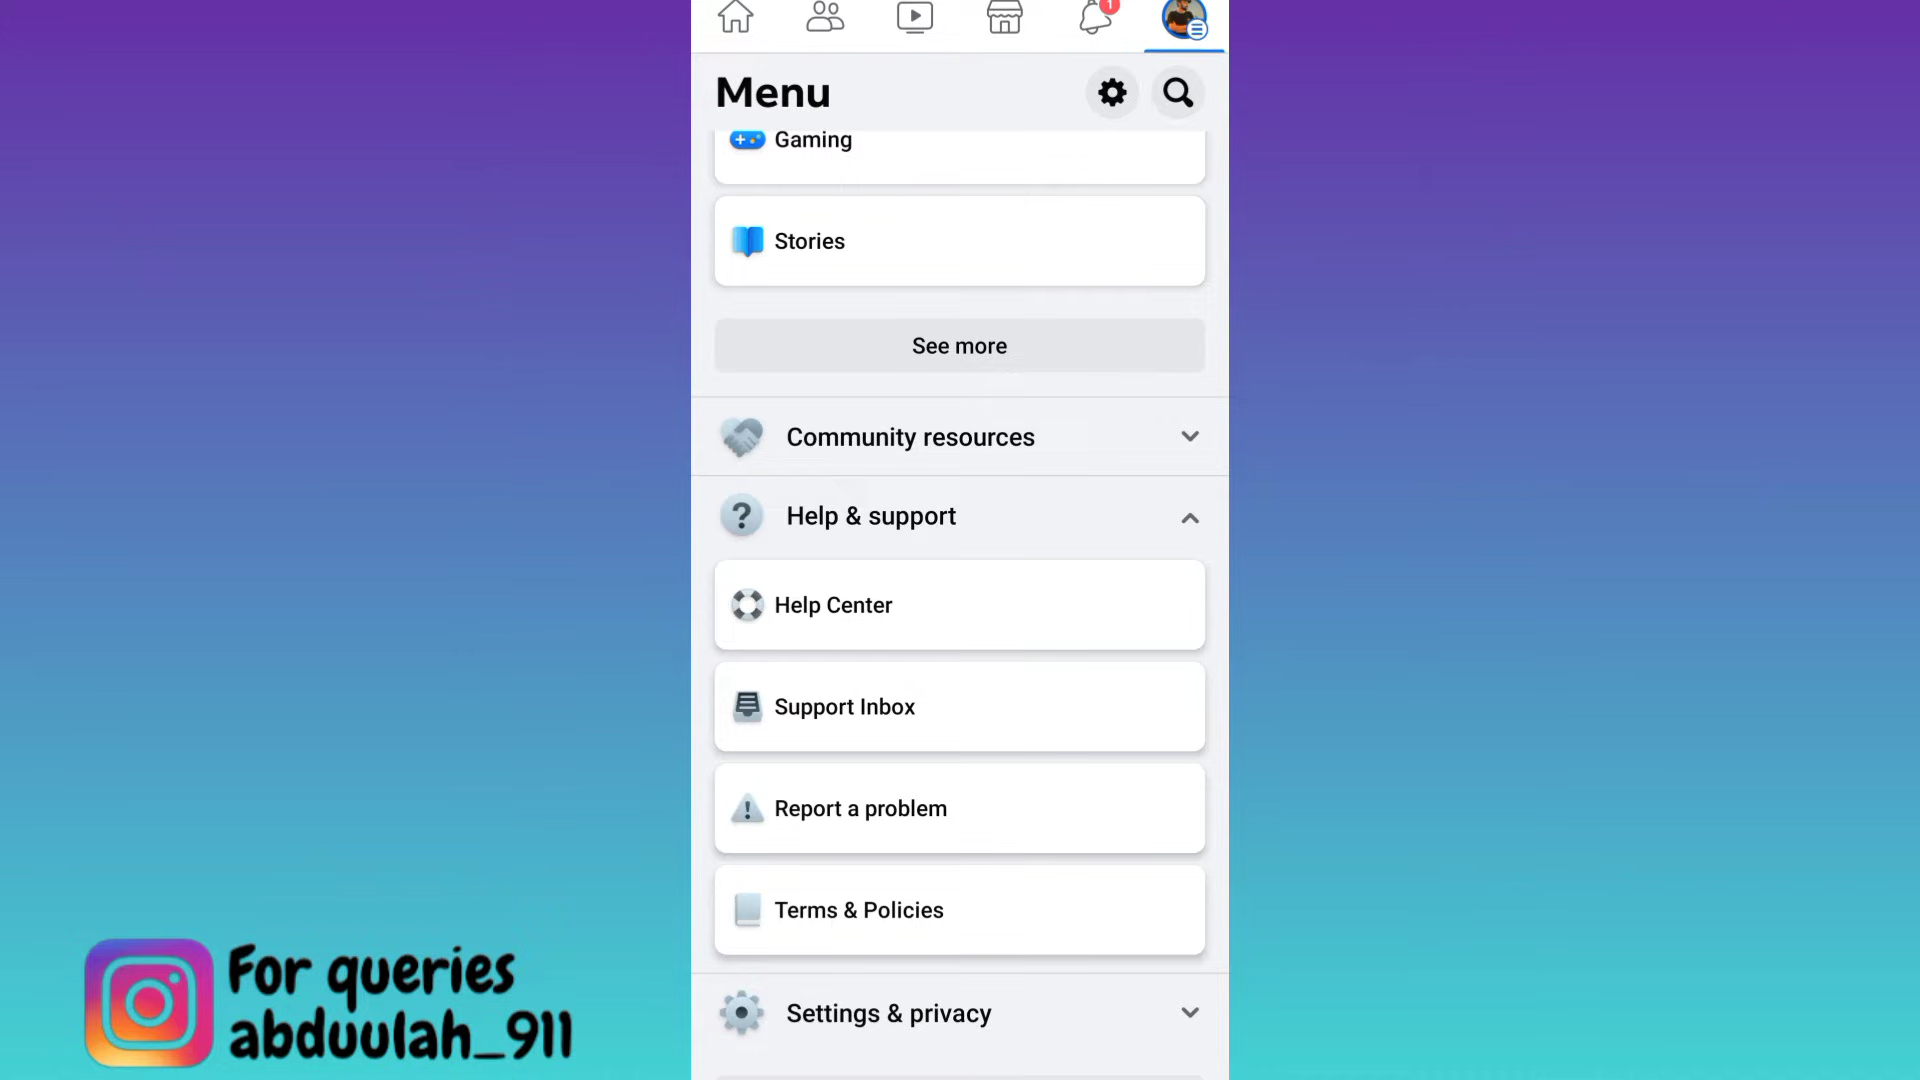 1
Menu
Gaming
Stories
See more
Community resources
Help & support
Help Center
Support Inbox
Report a problem
Terms & Policies
Settings & privacy
For queries
abduulah_911